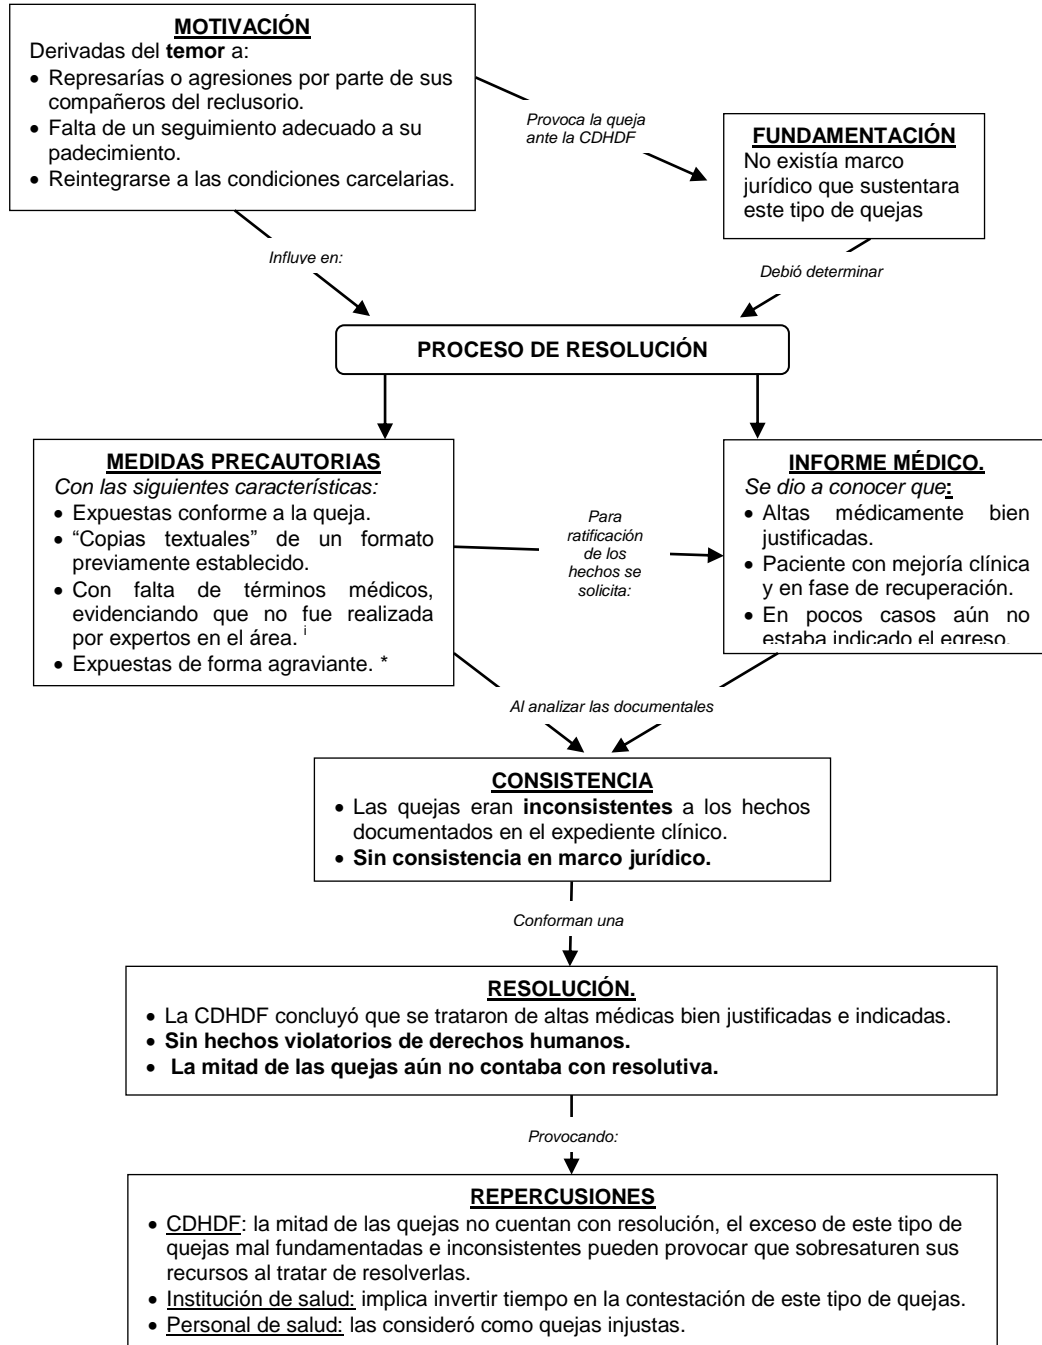 MOTIVACIÓN
Derivadas del temor a:
• Represarías o agresiones por parte de sus
compañeros del reclusorio.
• Falta de un seguimiento adecuado a su
padecimiento.
• Reintegrarse a las condiciones carcelarias.
Provoca la queja
ante la CDHDF
FUNDAMENTACIÓN
No existía marco
jurídico que sustentara
este tipo de quejas
Influye en:
Debió determinar
PROCESO DE RESOLUCIÓN
MEDIDAS PRECAUTORIAS
Con las siguientes características:
• Expuestas conforme a la queja.
• “Copias textuales” de un formato
previamente establecido.
• Con falta de términos médicos,
evidenciando que no fue realizada
por expertos en el área. i
• Expuestas de forma agraviante. *
Para
ratificación
de los
hechos se
solicita:
INFORME MÉDICO.
Se dio a conocer que:
• Altas médicamente bien
justificadas.
• Paciente con mejoría clínica
y en fase de recuperación.
• En pocos casos aún no
estaba indicado el egreso.
Al analizar las documentales
CONSISTENCIA
• Las quejas eran inconsistentes a los hechos
documentados en el expediente clínico.
• Sin consistencia en marco jurídico.
Conforman una
RESOLUCIÓN.
• La CDHDF concluyó que se trataron de altas médicas bien justificadas e indicadas.
• Sin hechos violatorios de derechos humanos.
• La mitad de las quejas aún no contaba con resolutiva.
Provocando:
REPERCUSIONES
• CDHDF: la mitad de las quejas no cuentan con resolución, el exceso de este tipo de
quejas mal fundamentadas e inconsistentes pueden provocar que sobresaturen sus
recursos al tratar de resolverlas.
• Institución de salud: implica invertir tiempo en la contestación de este tipo de quejas.
• Personal de salud: las consideró como quejas injustas.